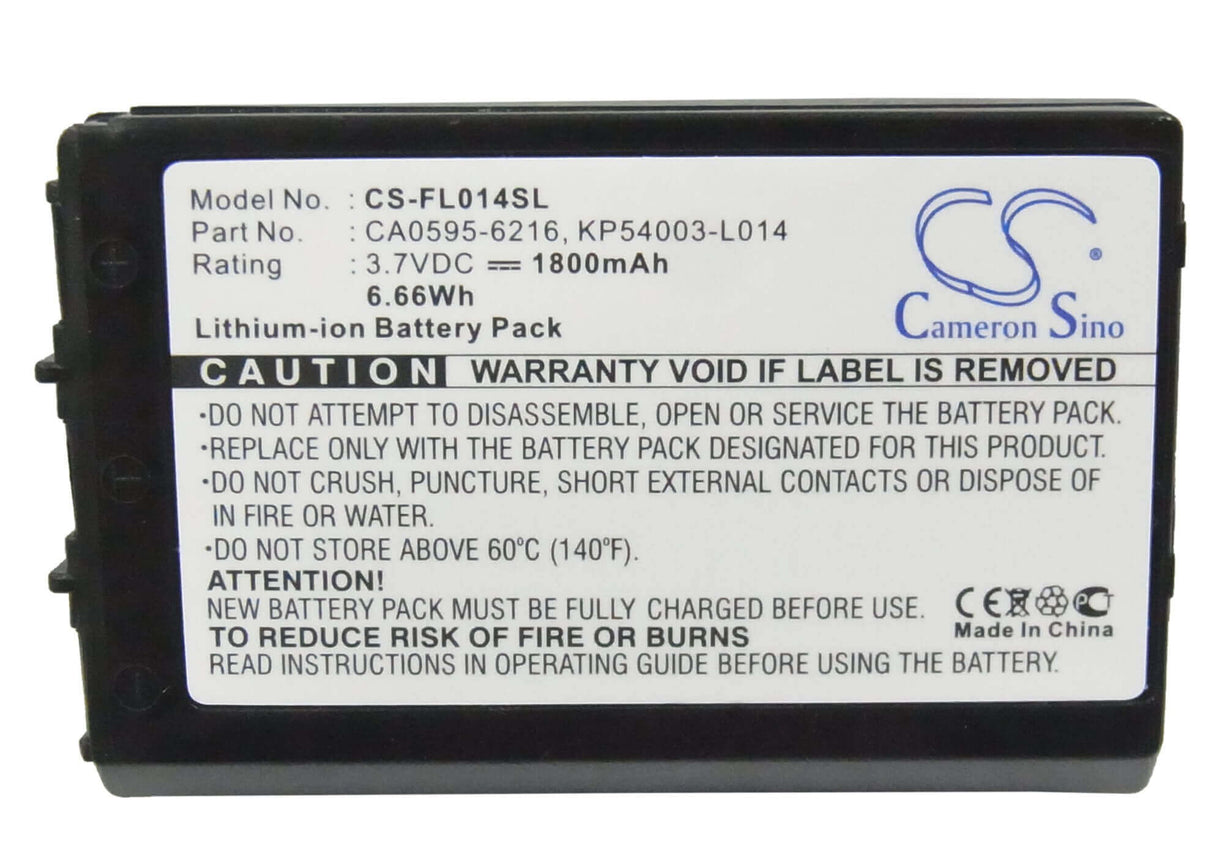 Model No. : CS-FL014SL
Part No. : CA0595-6216, KP54003-L014
Rating : 3.7VDC ⎓ 1800mAh
6.66Wh
Lithium-ion Battery Pack
CS ®
Cameron Sino
CAUTION WARRANTY VOID IF LABEL IS REMOVED
•DO NOT ATTEMPT TO DISASSEMBLE, OPEN OR SERVICE THE BATTERY PACK.
•REPLACE ONLY WITH THE BATTERY PACK DESIGNATED FOR THIS PRODUCT.
•DO NOT CRUSH, PUNCTURE, SHORT EXTERNAL CONTACTS OR DISPOSE OF
IN FIRE OR WATER.
•DO NOT STORE ABOVE 60ºC (140ºF).
ATTENTION!
NEW BATTERY PACK MUST BE FULLY CHARGED BEFORE USE.
TO REDUCE RISK OF FIRE OR BURNS
READ INSTRUCTIONS IN OPERATING GUIDE BEFORE USING THE BATTERY.
CE
Made In China